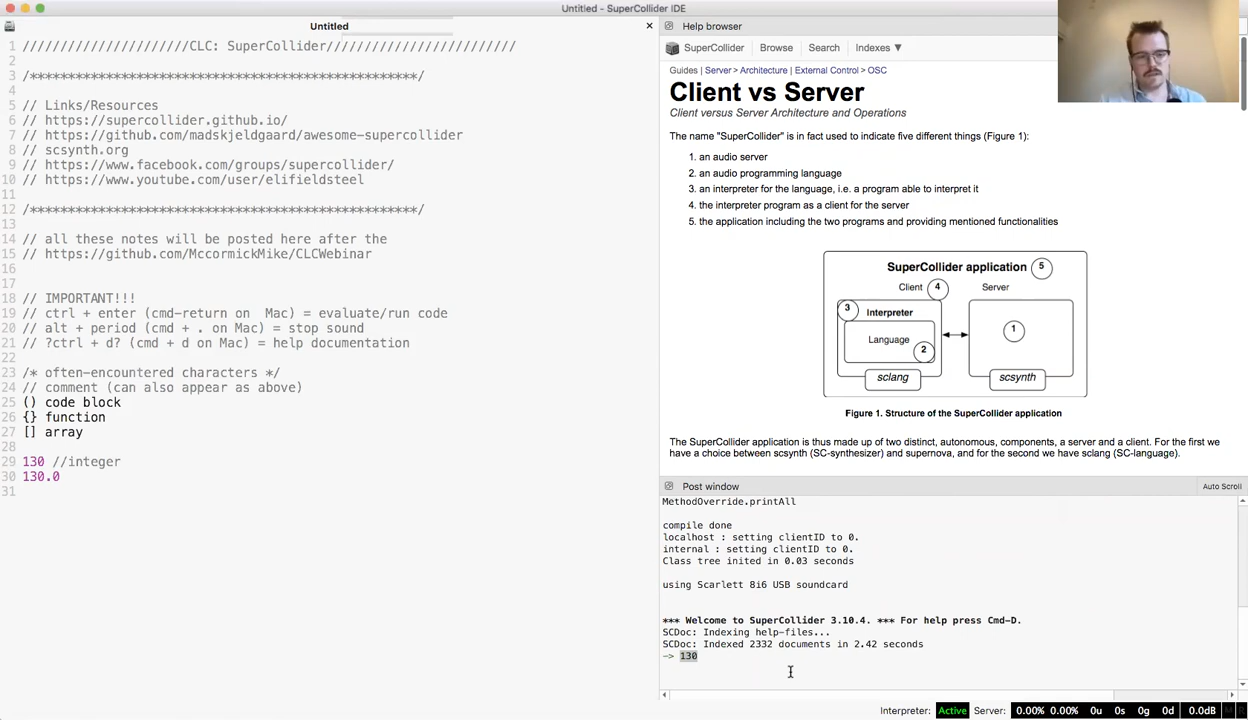 Untitled - SuperCollider IDE
Untitled
1 //////////////////////CLC: SuperCollider/////////////////////////
2
3 /****************************************************/
4
5 // Links/Resources
6 // https://supercollider.github.io/
7 // https://github.com/madskjeldgaard/awesome-supercollider
8 // scsynth.org
9 // https://www.facebook.com/groups/supercollider/
10 // https://www.youtube.com/user/elifieldsteel
11
12 /****************************************************/
13
14 // all these notes will be posted here after the
15 // https://github.com/MccormickMike/CLCWebinar
16
17
18 // IMPORTANT!!!
19 // ctrl + enter (cmd-return on  Mac) = evaluate/run code
20 // alt + period (cmd + . on Mac) = stop sound
21 // ?ctrl + d? (cmd + d on Mac) = help documentation
22
23 /* often-encountered characters */
24 // comment (can also appear as above)
25 () code block
26 {} function
27 [] array
28
29 130 //integer
30 130.0
31
Help browser
SuperCollider Browse Search Indexes ▼
Guides | Server > Architecture | External Control > OSC
Client vs Server
Client versus Server Architecture and Operations
The name "SuperCollider" is in fact used to indicate five different things (Figure 1):
1. an audio server
2. an audio programming language
3. an interpreter for the language, i.e. a program able to interpret it
4. the interpreter program as a client for the server
5. the application including the two programs and providing mentioned functionalities
SuperCollider application 5
Client 4 Server
3 Interpreter
Language 2
1
sclang scsynth
Figure 1. Structure of the SuperCollider application
The SuperCollider application is thus made up of two distinct, autonomous, components, a server and a client. For the first we
have a choice between scsynth (SC-synthesizer) and supernova, and for the second we have sclang (SC-language).
Post window Auto Scroll
MethodOverride.printAll
compile done
localhost : setting clientID to 0.
internal : setting clientID to 0.
Class tree inited in 0.03 seconds
using Scarlett 8i6 USB soundcard
*** Welcome to SuperCollider 3.10.4. *** For help press Cmd-D.
SCDoc: Indexing help-files...
SCDoc: Indexed 2332 documents in 2.42 seconds
-> 130
Interpreter: Active Server: 0.00% 0.00% 0u 0s 0g 0d 0.0dB M R